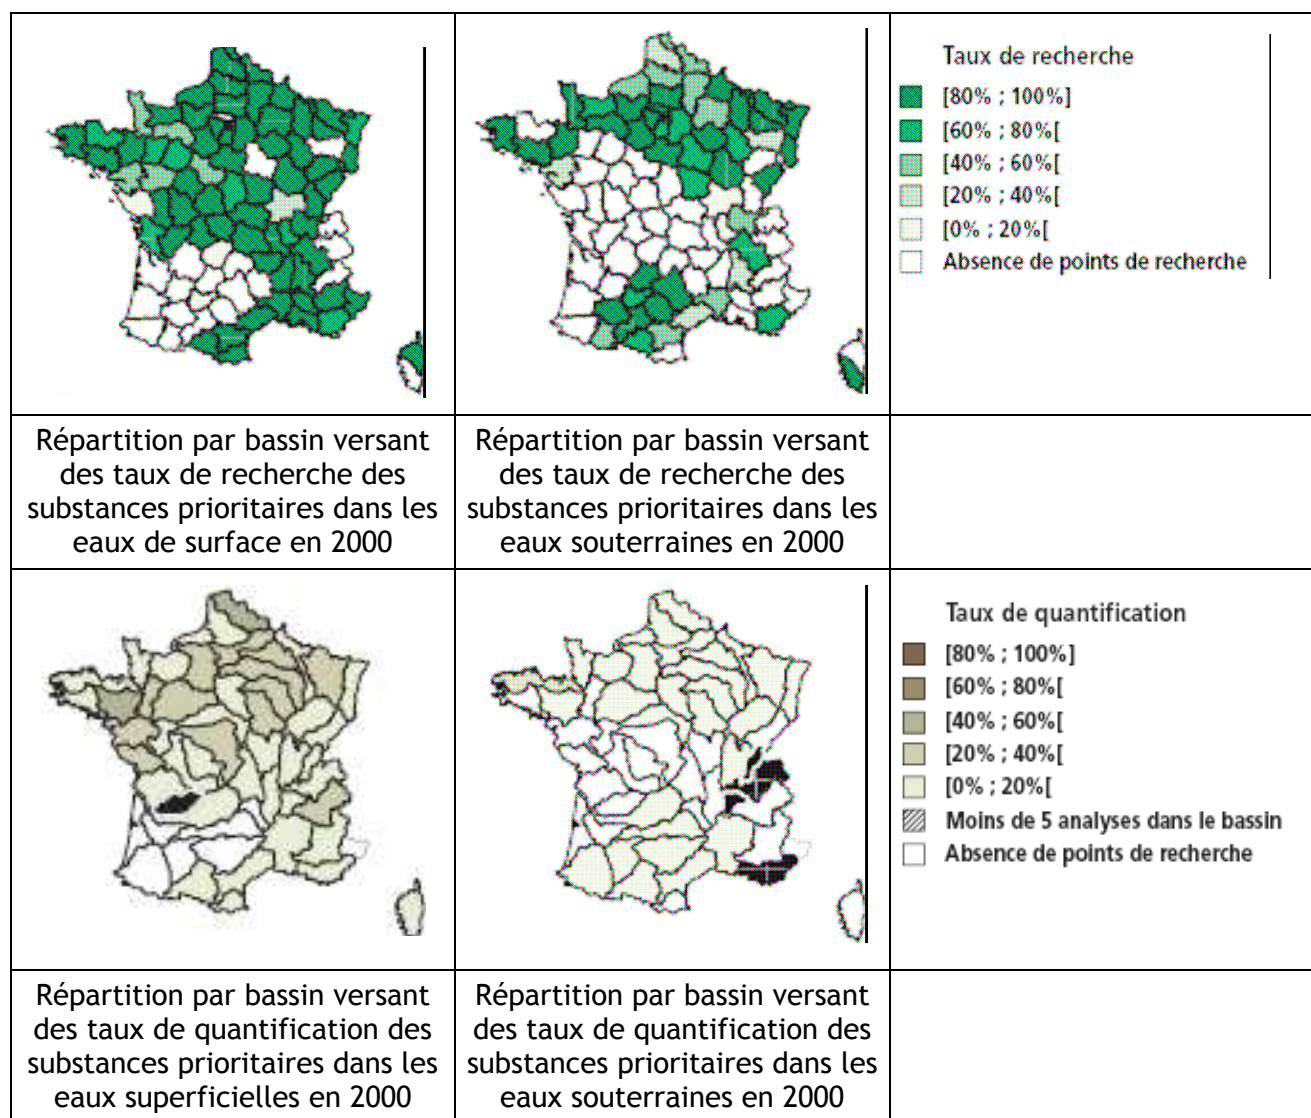 Taux de recherche
[80% ; 100%]
[60% ; 80%[
[40% ; 60%[
[20% ; 40%[
[0% ; 20%[
Absence de points de recherche
Répartition par bassin versant
des taux de recherche des
substances prioritaires dans les
eaux de surface en 2000
Répartition par bassin versant
des taux de recherche des
substances prioritaires dans les
eaux souterraines en 2000
Taux de quantification
[80% ; 100%]
[60% ; 80%[
[40% ; 60%[
[20% ; 40%[
[0% ; 20%[
Moins de 5 analyses dans le bassin
Absence de points de recherche
Répartition par bassin versant
des taux de quantification des
substances prioritaires dans les
eaux superficielles en 2000
Répartition par bassin versant
des taux de quantification des
substances prioritaires dans les
eaux souterraines en 2000